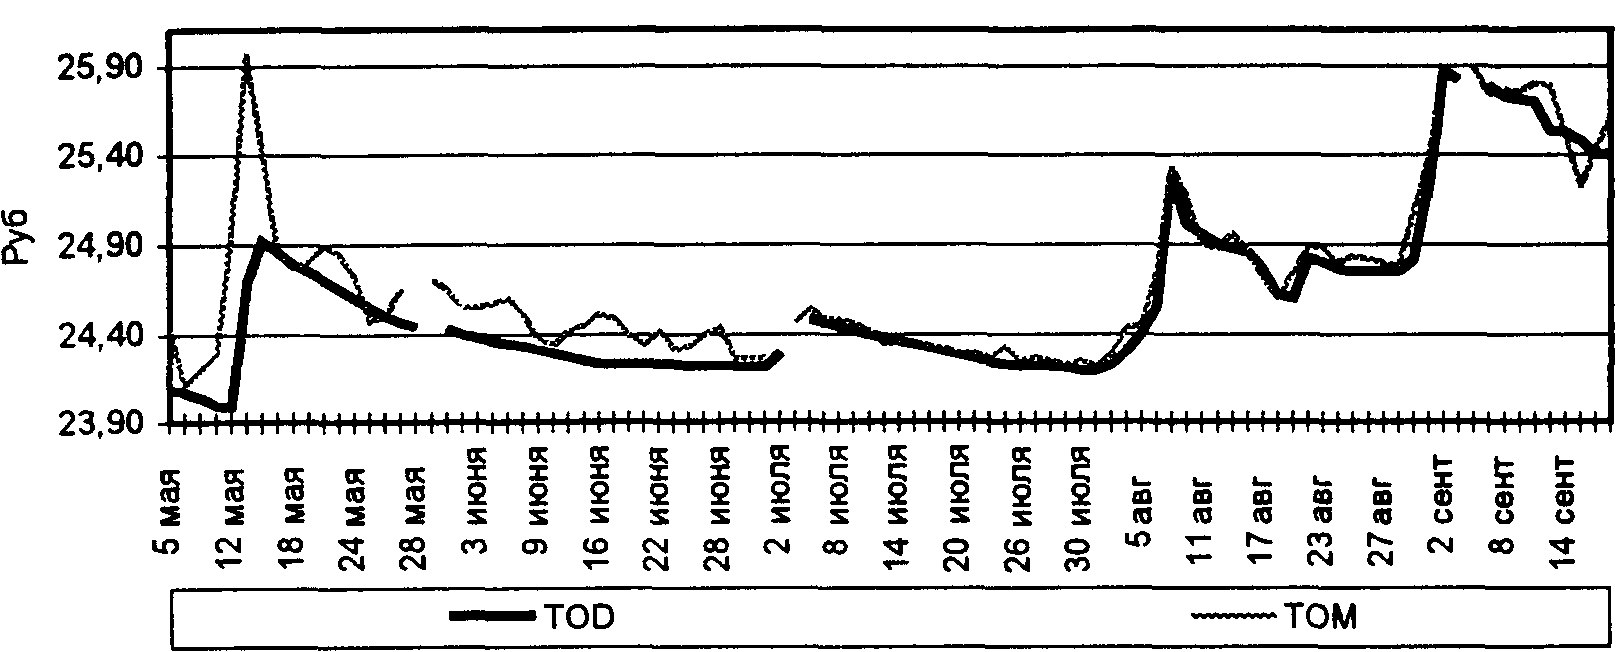 Руб
25,90
25,40
24,90
24,40
23,90
5 мая
12 мая
18 мая
24 мая
28 мая
3 июня
9 июня
16 июня
22 июня
28 июня
2 июля
8 июля
14 июля
20 июля
26 июля
30 июля
5 авг
11 авг
17 авг
23 авг
27 авг
2 сент
8 сент
14 сент
TOD
TOM